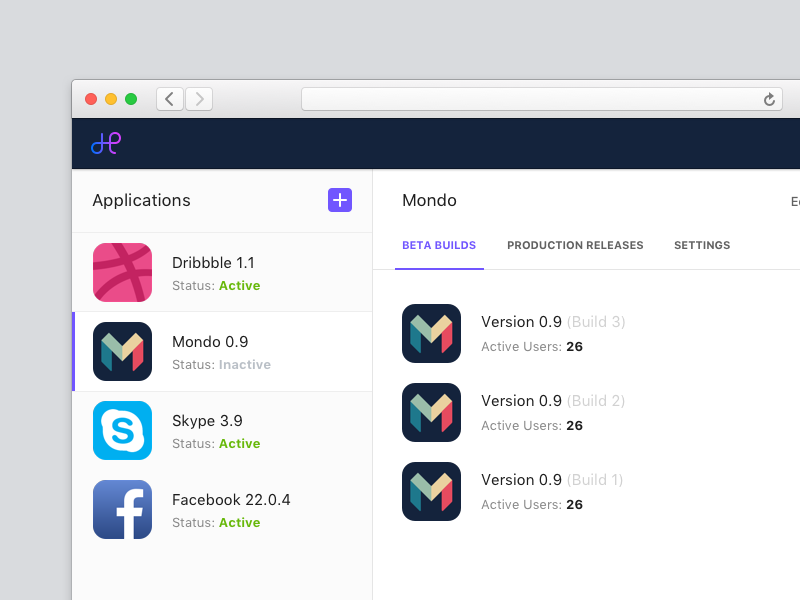 Applications
Dribbble 1.1
Status: Active
Mondo 0.9
Status: Inactive
Skype 3.9
Status: Active
Facebook 22.0.4
Status: Active
Mondo
BETA BUILDS PRODUCTION RELEASES SETTINGS
Version 0.9 (Build 3)
Active Users: 26
Version 0.9 (Build 2)
Active Users: 26
Version 0.9 (Build 1)
Active Users: 26